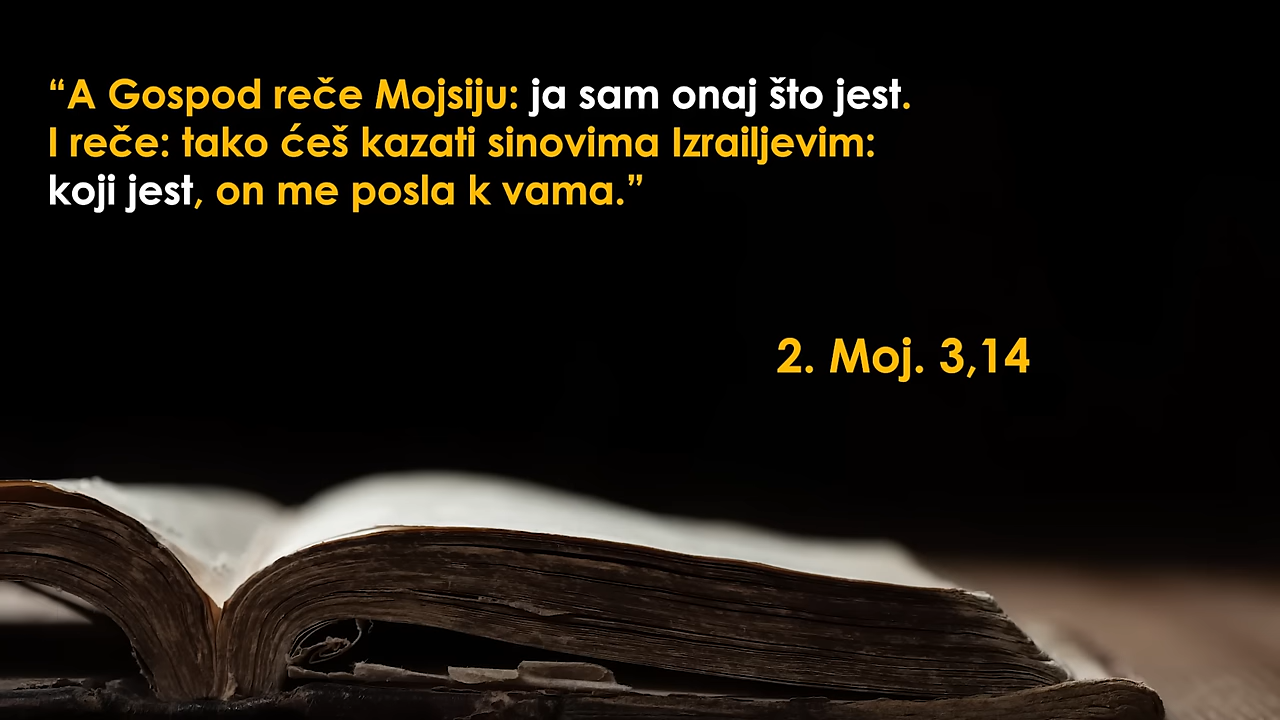 “A Gospod reče Mojsiju: ja sam onaj što jest.
I reče: tako ćeš kazati sinovima Izrailjevim:
koji jest, on me posla k vama.”
2. Moj. 3,14